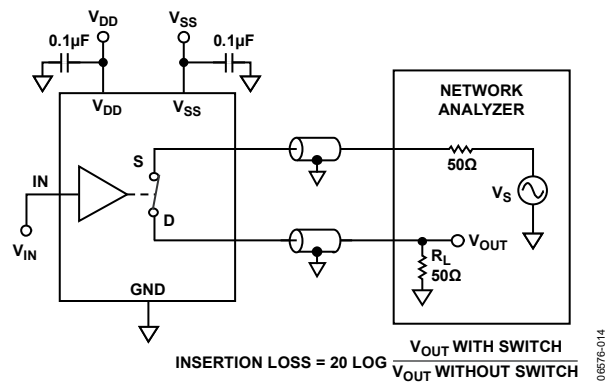 VDD
VSS
0.1µF
0.1µF
VDD
VSS
NETWORK
ANALYZER
50Ω
S
IN
VS
D
VIN
VOUT
RL
50Ω
GND
INSERTION LOSS = 20 LOG VOUT WITH SWITCH
VOUT WITHOUT SWITCH
06576-014